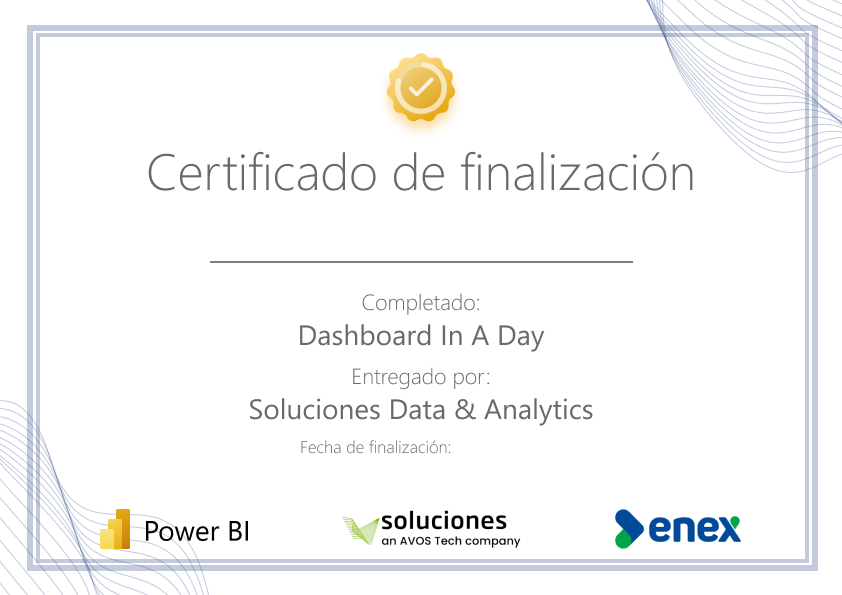 Certificado de finalización
Completado:
Dashboard In A Day
Entregado por:
Soluciones Data & Analytics
Fecha de finalización:
Power BI
soluciones
an AVOS Tech company
enex